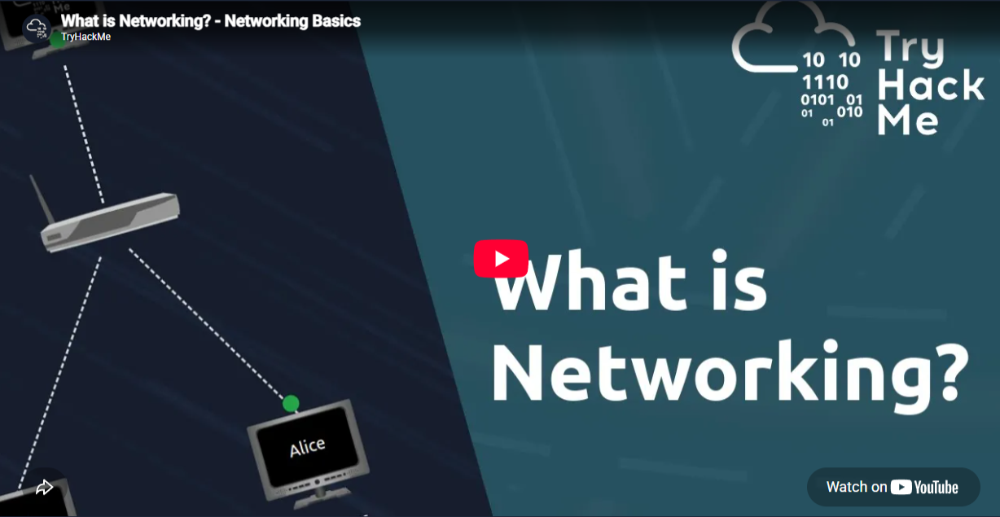 What is Networking? - Networking Basics
TryHackMe
10 10
1110
0101 01
01 010
01
Try
Hack
Me
What is
Networking?
Alice
Watch on YouTube